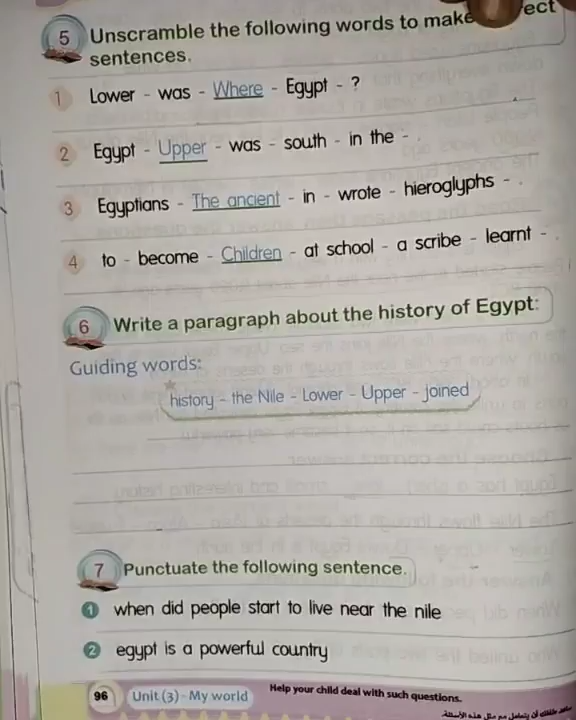 5 Unscramble the following words to make ect
sentences.
1 Lower - was - Where - Egypt - ?
2 Egypt - Upper - was - south - in the - .
3 Egyptians - The ancient - in - wrote - hieroglyphs - .
4 to - become - Children - at school - a scribe - learnt - .
6 Write a paragraph about the history of Egypt:
Guiding words:
history - the Nile - Lower - Upper - joined
7 Punctuate the following sentence.
1 when did people start to live near the nile
2 egypt is a powerful country
96 Unit (3) - My world Help your child deal with such questions.